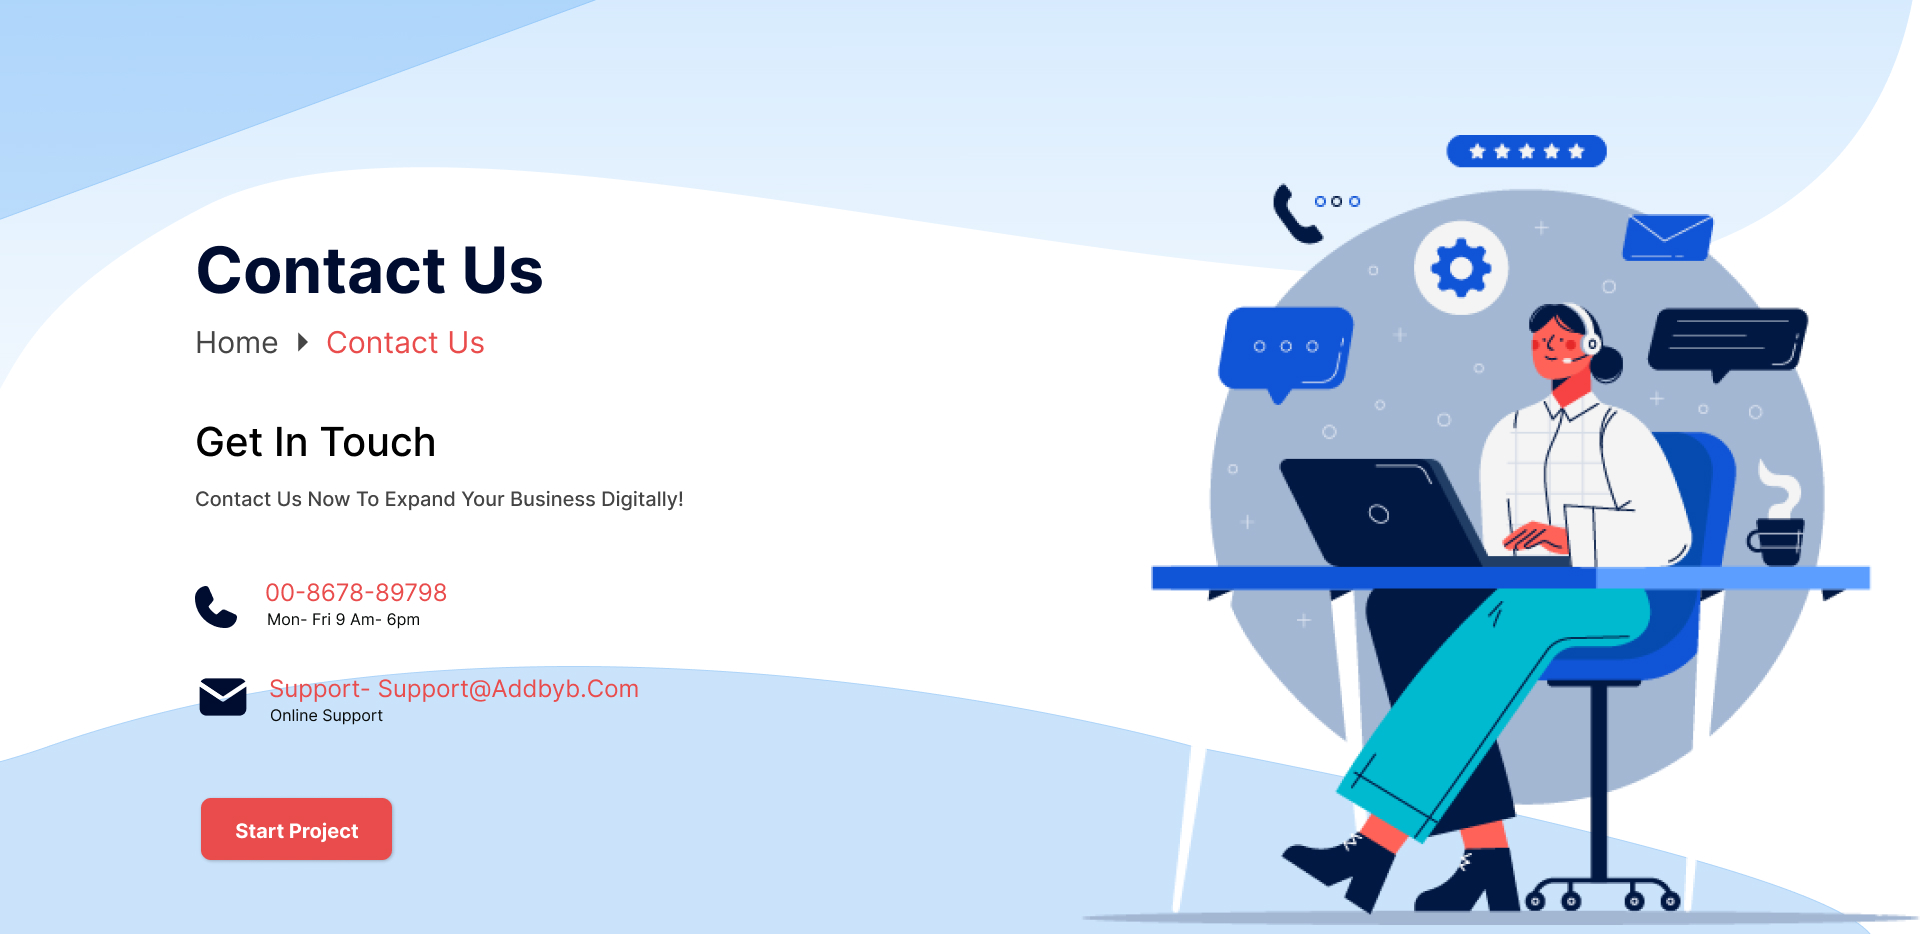 Contact Us
Home Contact Us
Get In Touch
Contact Us Now To Expand Your Business Digitally!
00-8678-89798
Mon- Fri 9 Am- 6pm
Support- Support@Addbyb.Com
Online Support
Start Project